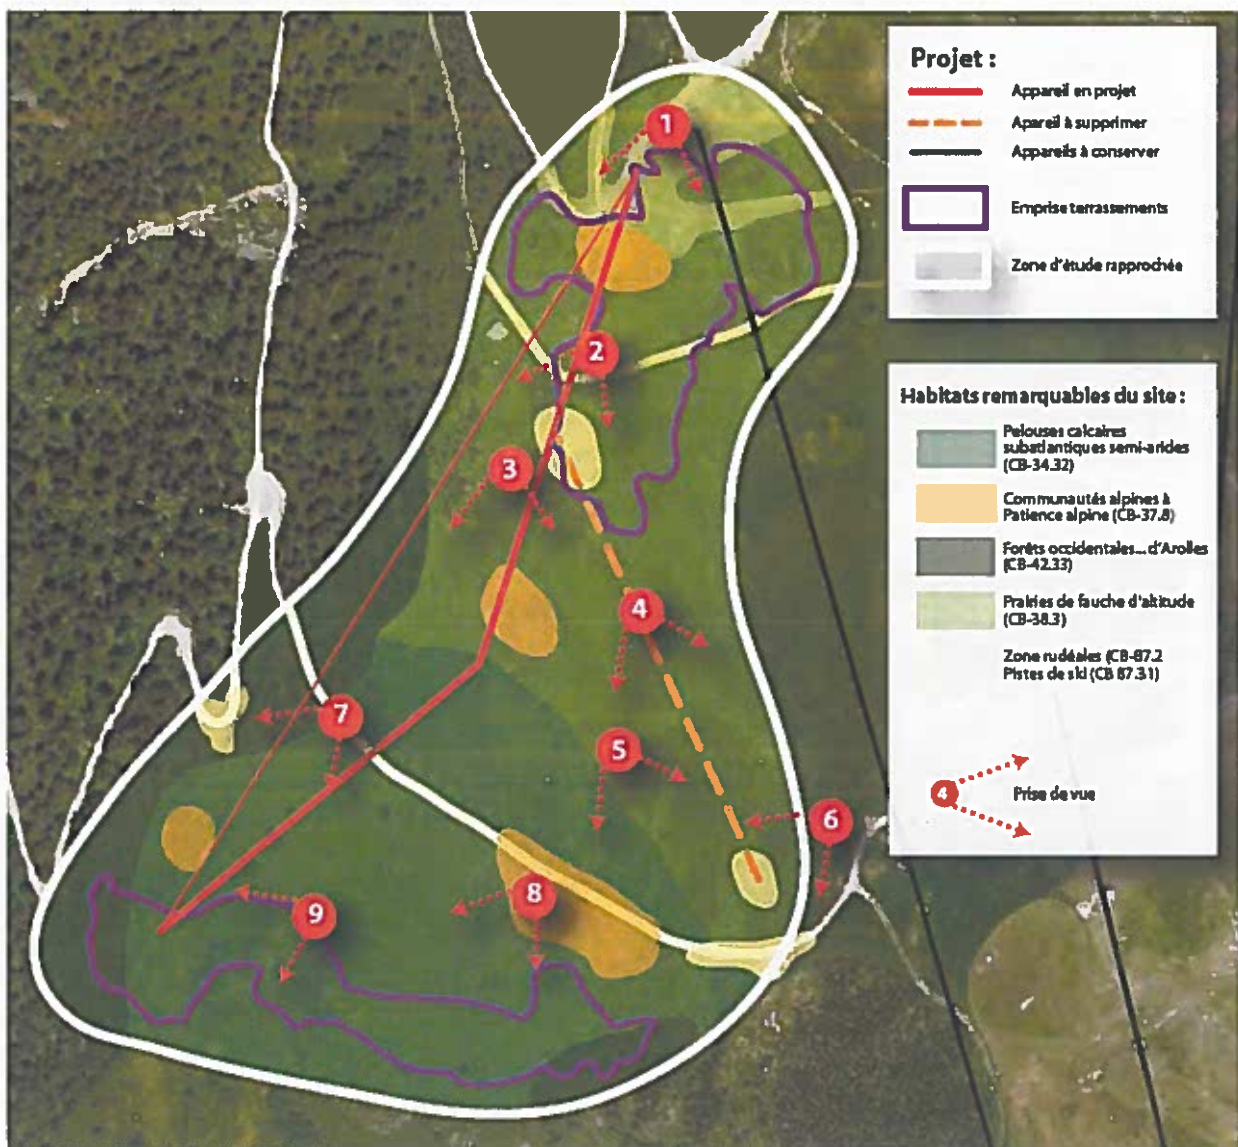 Projet :
Appareil en projet
Apareil à supprimer
Appareils à conserver
Emprise terrassements
Zone d'étude rapprochée
Habitats remarquables du site :
Pelouses calcaires
subatlantiques semi-arides
(CB-34.32)
Communautés alpines à
Patience alpine (CB-37.8)
Forêts occidentales... d'Arolles
(CB-42.33)
Prairies de fauche d'altitude
(CB-38.3)
Zone rudéales (CB-87.2
Pistes de ski (CB 87.31)
4
Prise de vue
1
2
3
4
5
6
7
8
9